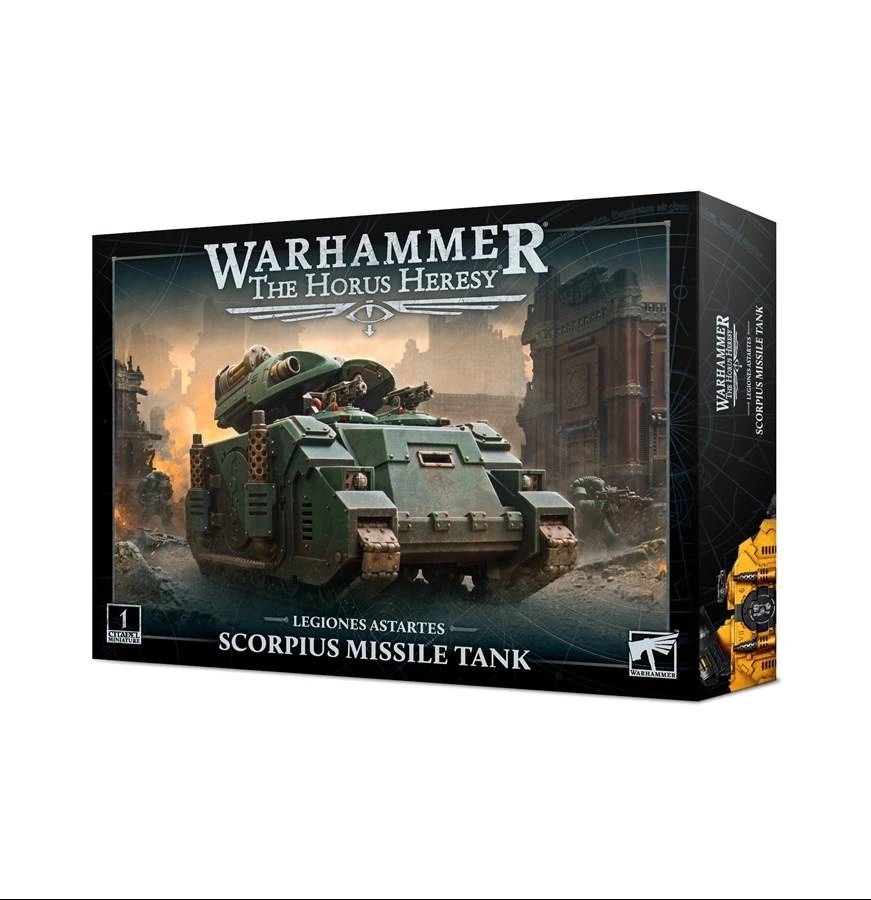 WARHAMMER
THE HORUS HERESY
LEGIONES ASTARTES
SCORPIUS MISSILE TANK
1
CITADEL
MINIATURE
WARHAMMER
WARHAMMER
THE HORUS HERESY
LEGIONES ASTARTES
SCORPIUS MISSILE TANK